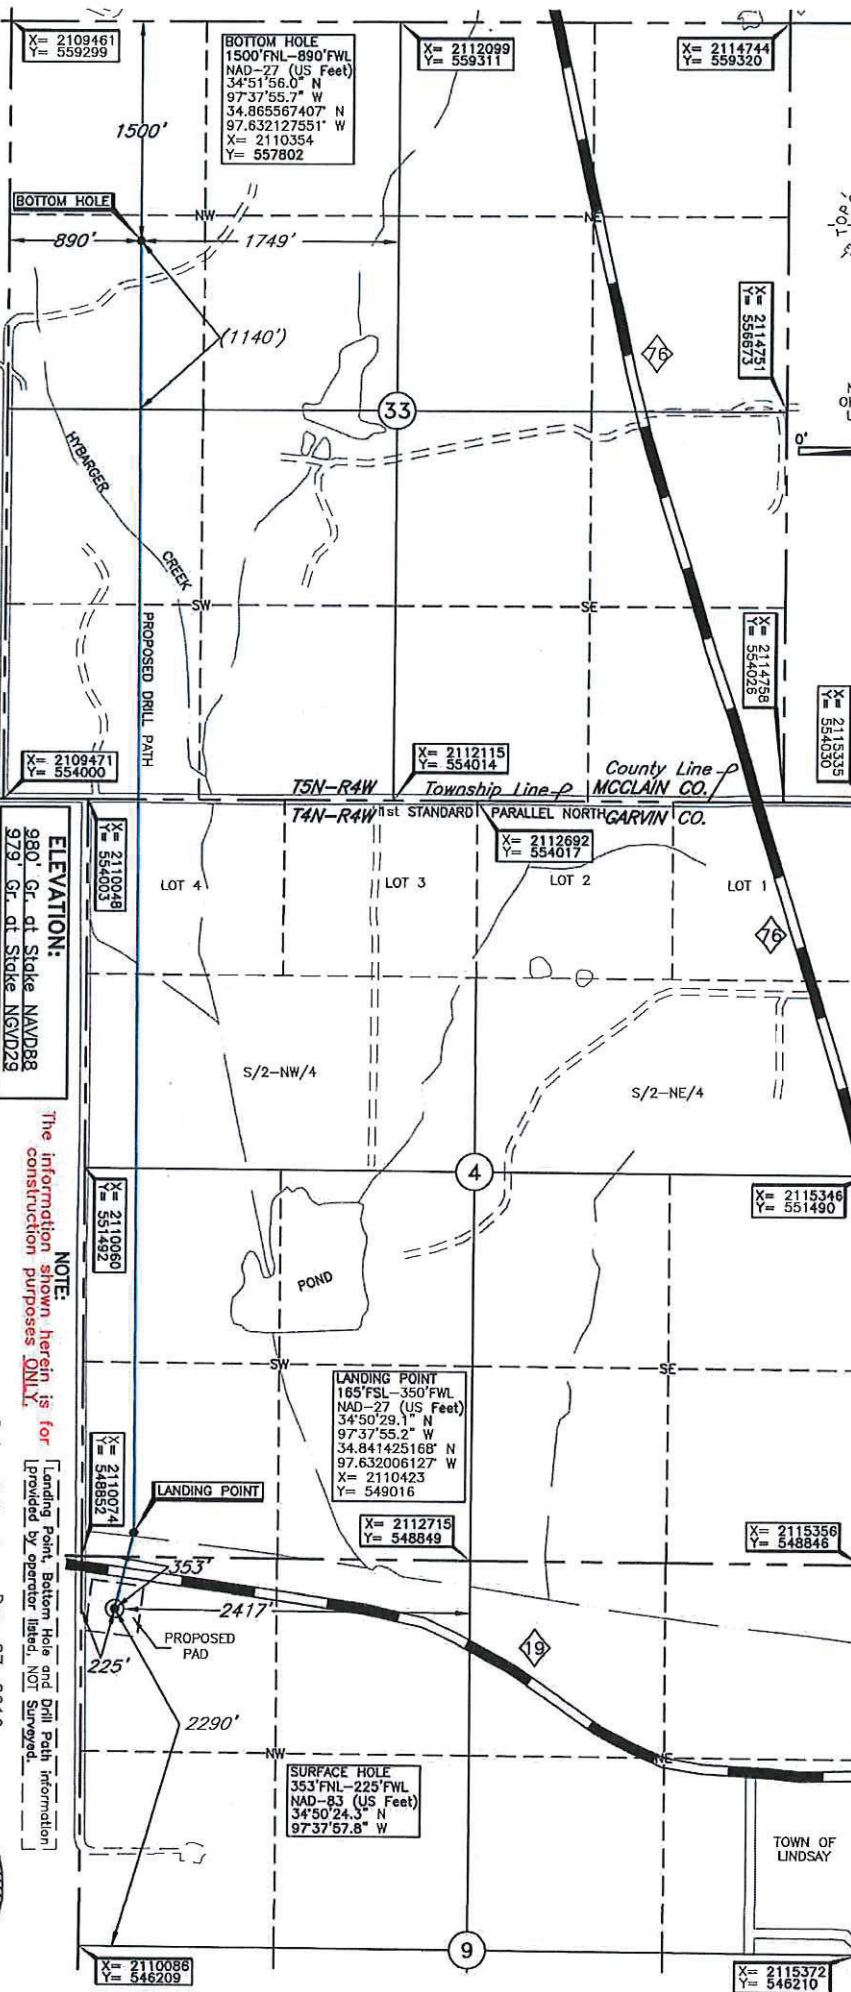 X= 2109461
Y= 559299
BOTTOM HOLE
1500'FNL-890'FWL
NAD-27 (US Feet)
34°51'56.0" N
97°37'55.7" W
34.865567407° N
97.632127551° W
X= 2110354
Y= 557802
X= 2112099
Y= 559311
X= 2114744
Y= 559320
1500'
BOTTOM HOLE
NW
NE
890'
1749'
(1140')
76
X= 2114751
Y= 556673
33
0'
HYBARGER
CREEK
SW
SE
PROPOSED DRILL PATH
X= 2114758
Y= 554026
X= 2115335
Y= 554030
X= 2109471
Y= 554000
X= 2112115
Y= 554014
T5N-R4W
Township Line
County Line
MCCLAIN CO.
T4N-R4W
1st STANDARD
PARALLEL NORTH
GARVIN CO.
X= 2110048
Y= 554003
X= 2112692
Y= 554017
LOT 4
LOT 3
LOT 2
LOT 1
ELEVATION:
980' Gr. at Stake NAVD88
979' Gr. at Stake NGVD29
76
S/2-NW/4
S/2-NE/4
4
X= 2110060
Y= 551492
X= 2115346
Y= 551490
NOTE:
The information shown herein is for
construction purposes ONLY.
POND
SW
SE
LANDING POINT
165'FSL-350'FWL
NAD-27 (US Feet)
34°50'29.1" N
97°37'55.2" W
34.841425168° N
97.632006127° W
X= 2110423
Y= 549016
X= 2110074
Y= 548852
LANDING POINT
X= 2112715
Y= 548849
X= 2115356
Y= 548846
Landing Point, Bottom Hole and Drill Path information
provided by operator listed, NOT Surveyed.
353'
2417'
PROPOSED
PAD
225'
19
2290'
NW
NE
SURFACE HOLE
353'FNL-225'FWL
NAD-83 (US Feet)
34°50'24.3" N
97°37'57.8" W
TOWN OF
LINDSAY
9
X= 2110086
Y= 546209
X= 2115372
Y= 546210